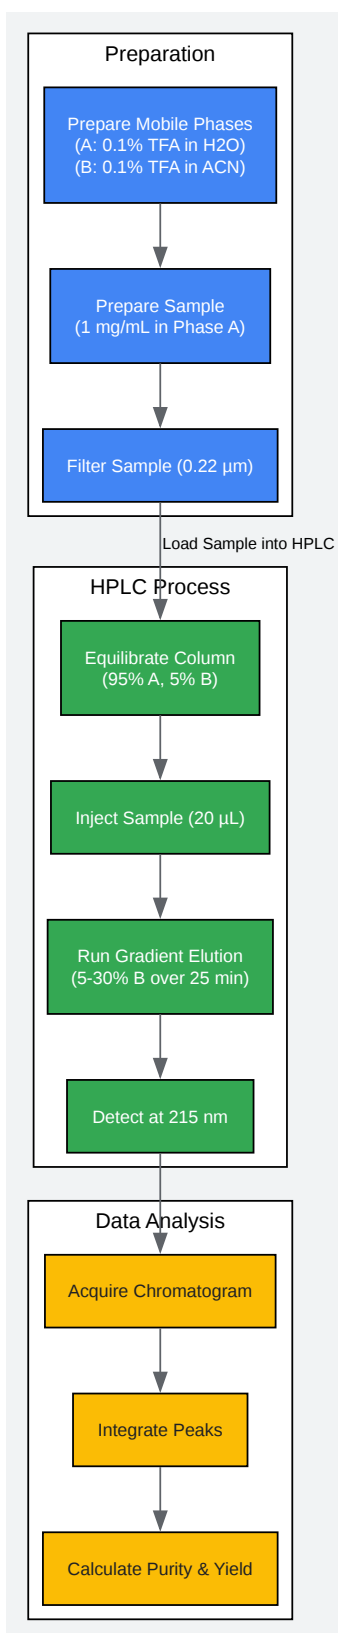 Preparation
Prepare Mobile Phases
(A: 0.1% TFA in H2O)
(B: 0.1% TFA in ACN)
Prepare Sample
(1 mg/mL in Phase A)
Filter Sample (0.22 µm)
Load Sample into HPLC
HPLC Process
Equilibrate Column
(95% A, 5% B)
Inject Sample (20 µL)
Run Gradient Elution
(5-30% B over 25 min)
Detect at 215 nm
Data Analysis
Acquire Chromatogram
Integrate Peaks
Calculate Purity & Yield